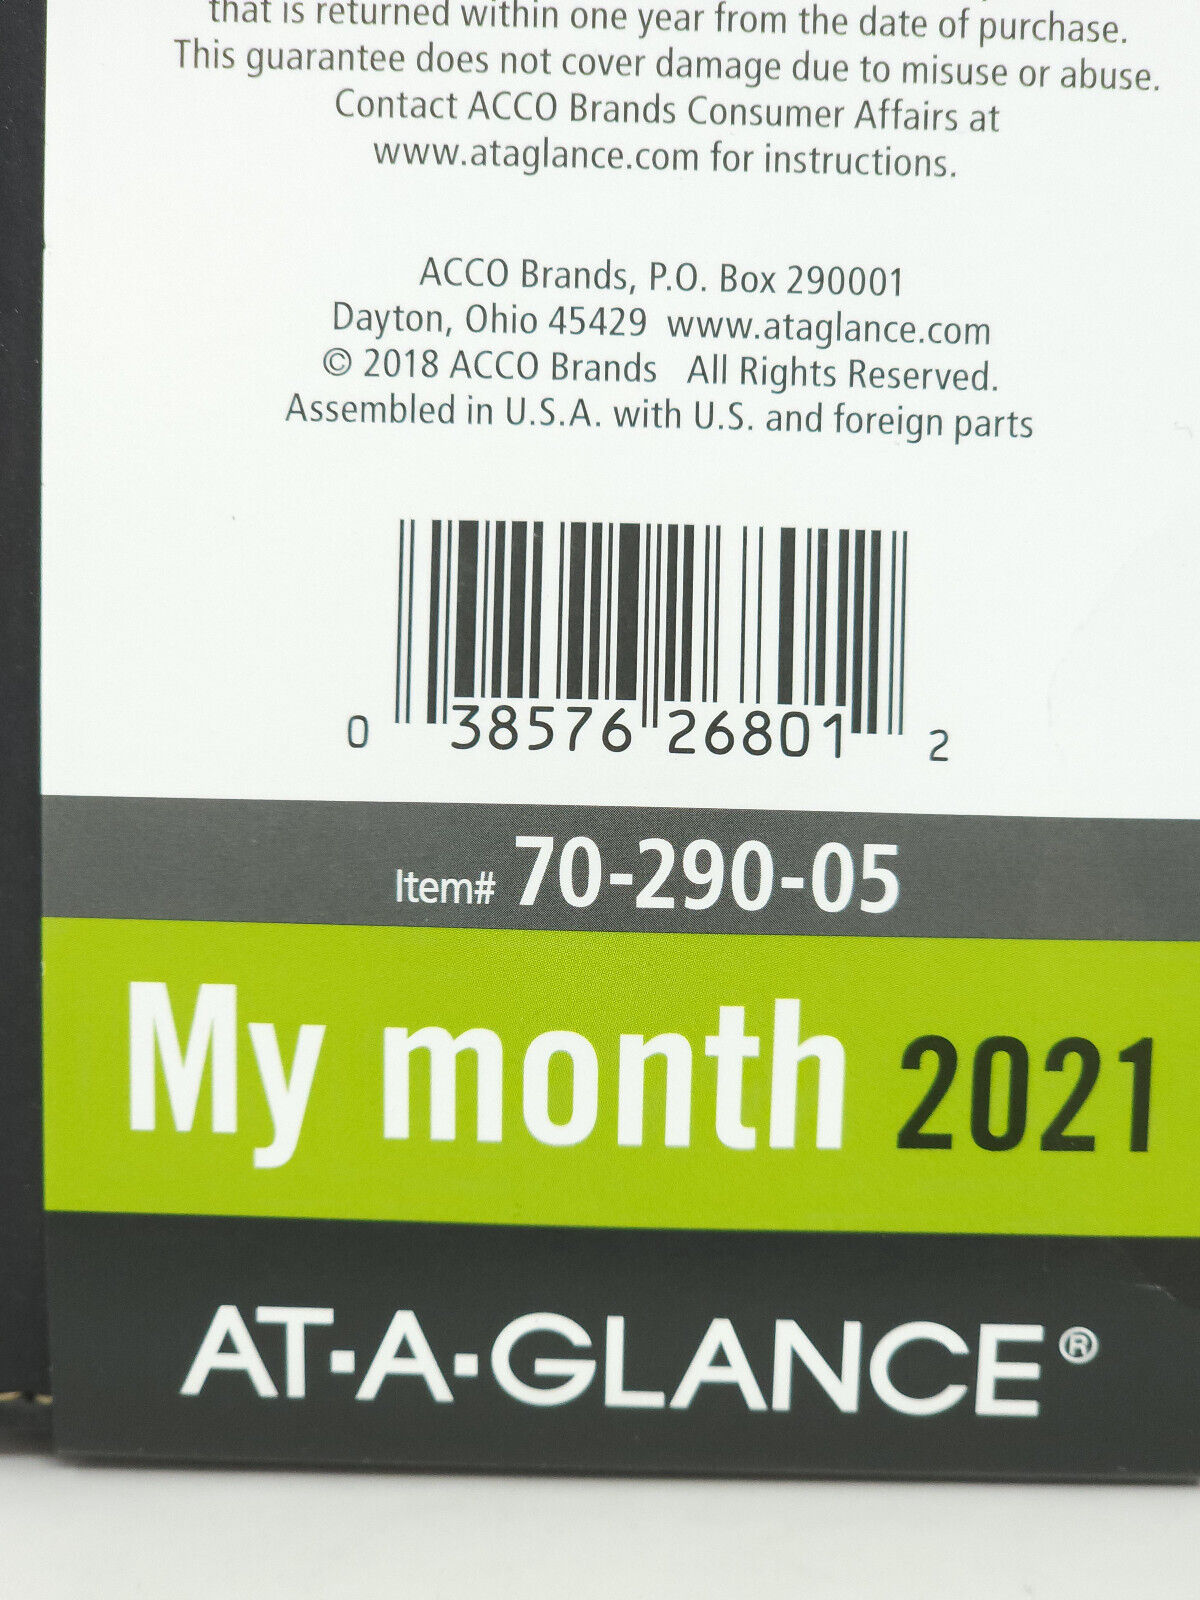 that is returned within one year from the date of purchase.
This guarantee does not cover damage due to misuse or abuse.
Contact ACCO Brands Consumer Affairs at
www.ataglance.com for instructions.
ACCO Brands, P.O. Box 290001
Dayton, Ohio 45429 www.ataglance.com
© 2018 ACCO Brands All Rights Reserved.
Assembled in U.S.A. with U.S. and foreign parts
0 38576 26801 2
Item# 70-290-05
My month 2021
AT-A-GLANCE®